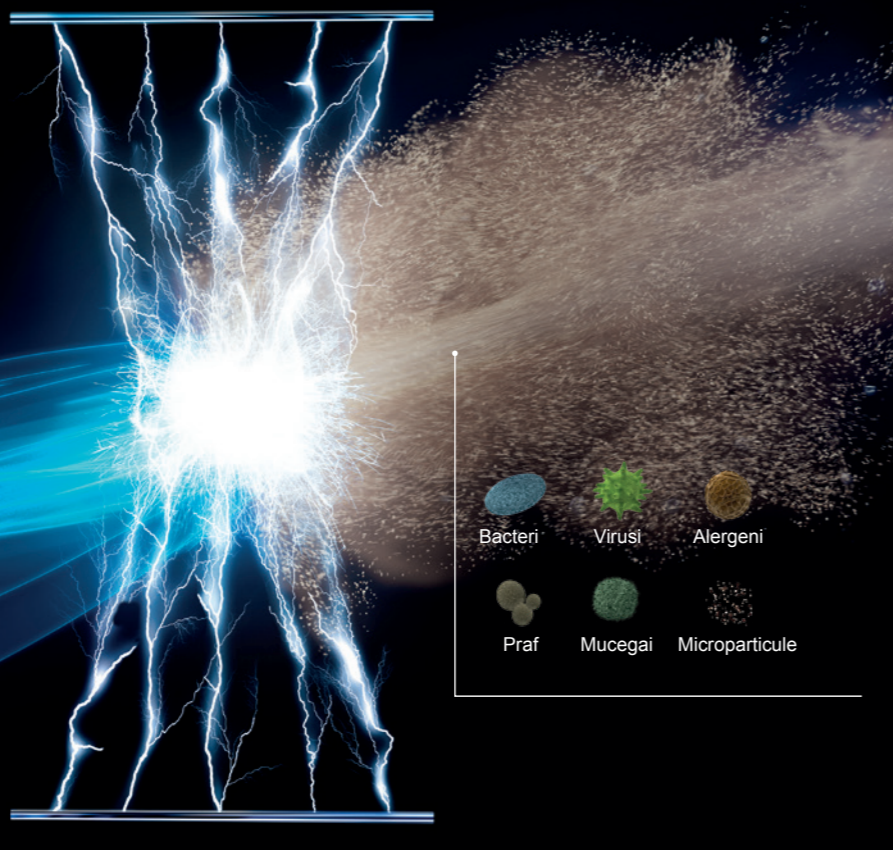 Bacteri
Virusi
Alergeni
Praf
Mucegai
Microparticule